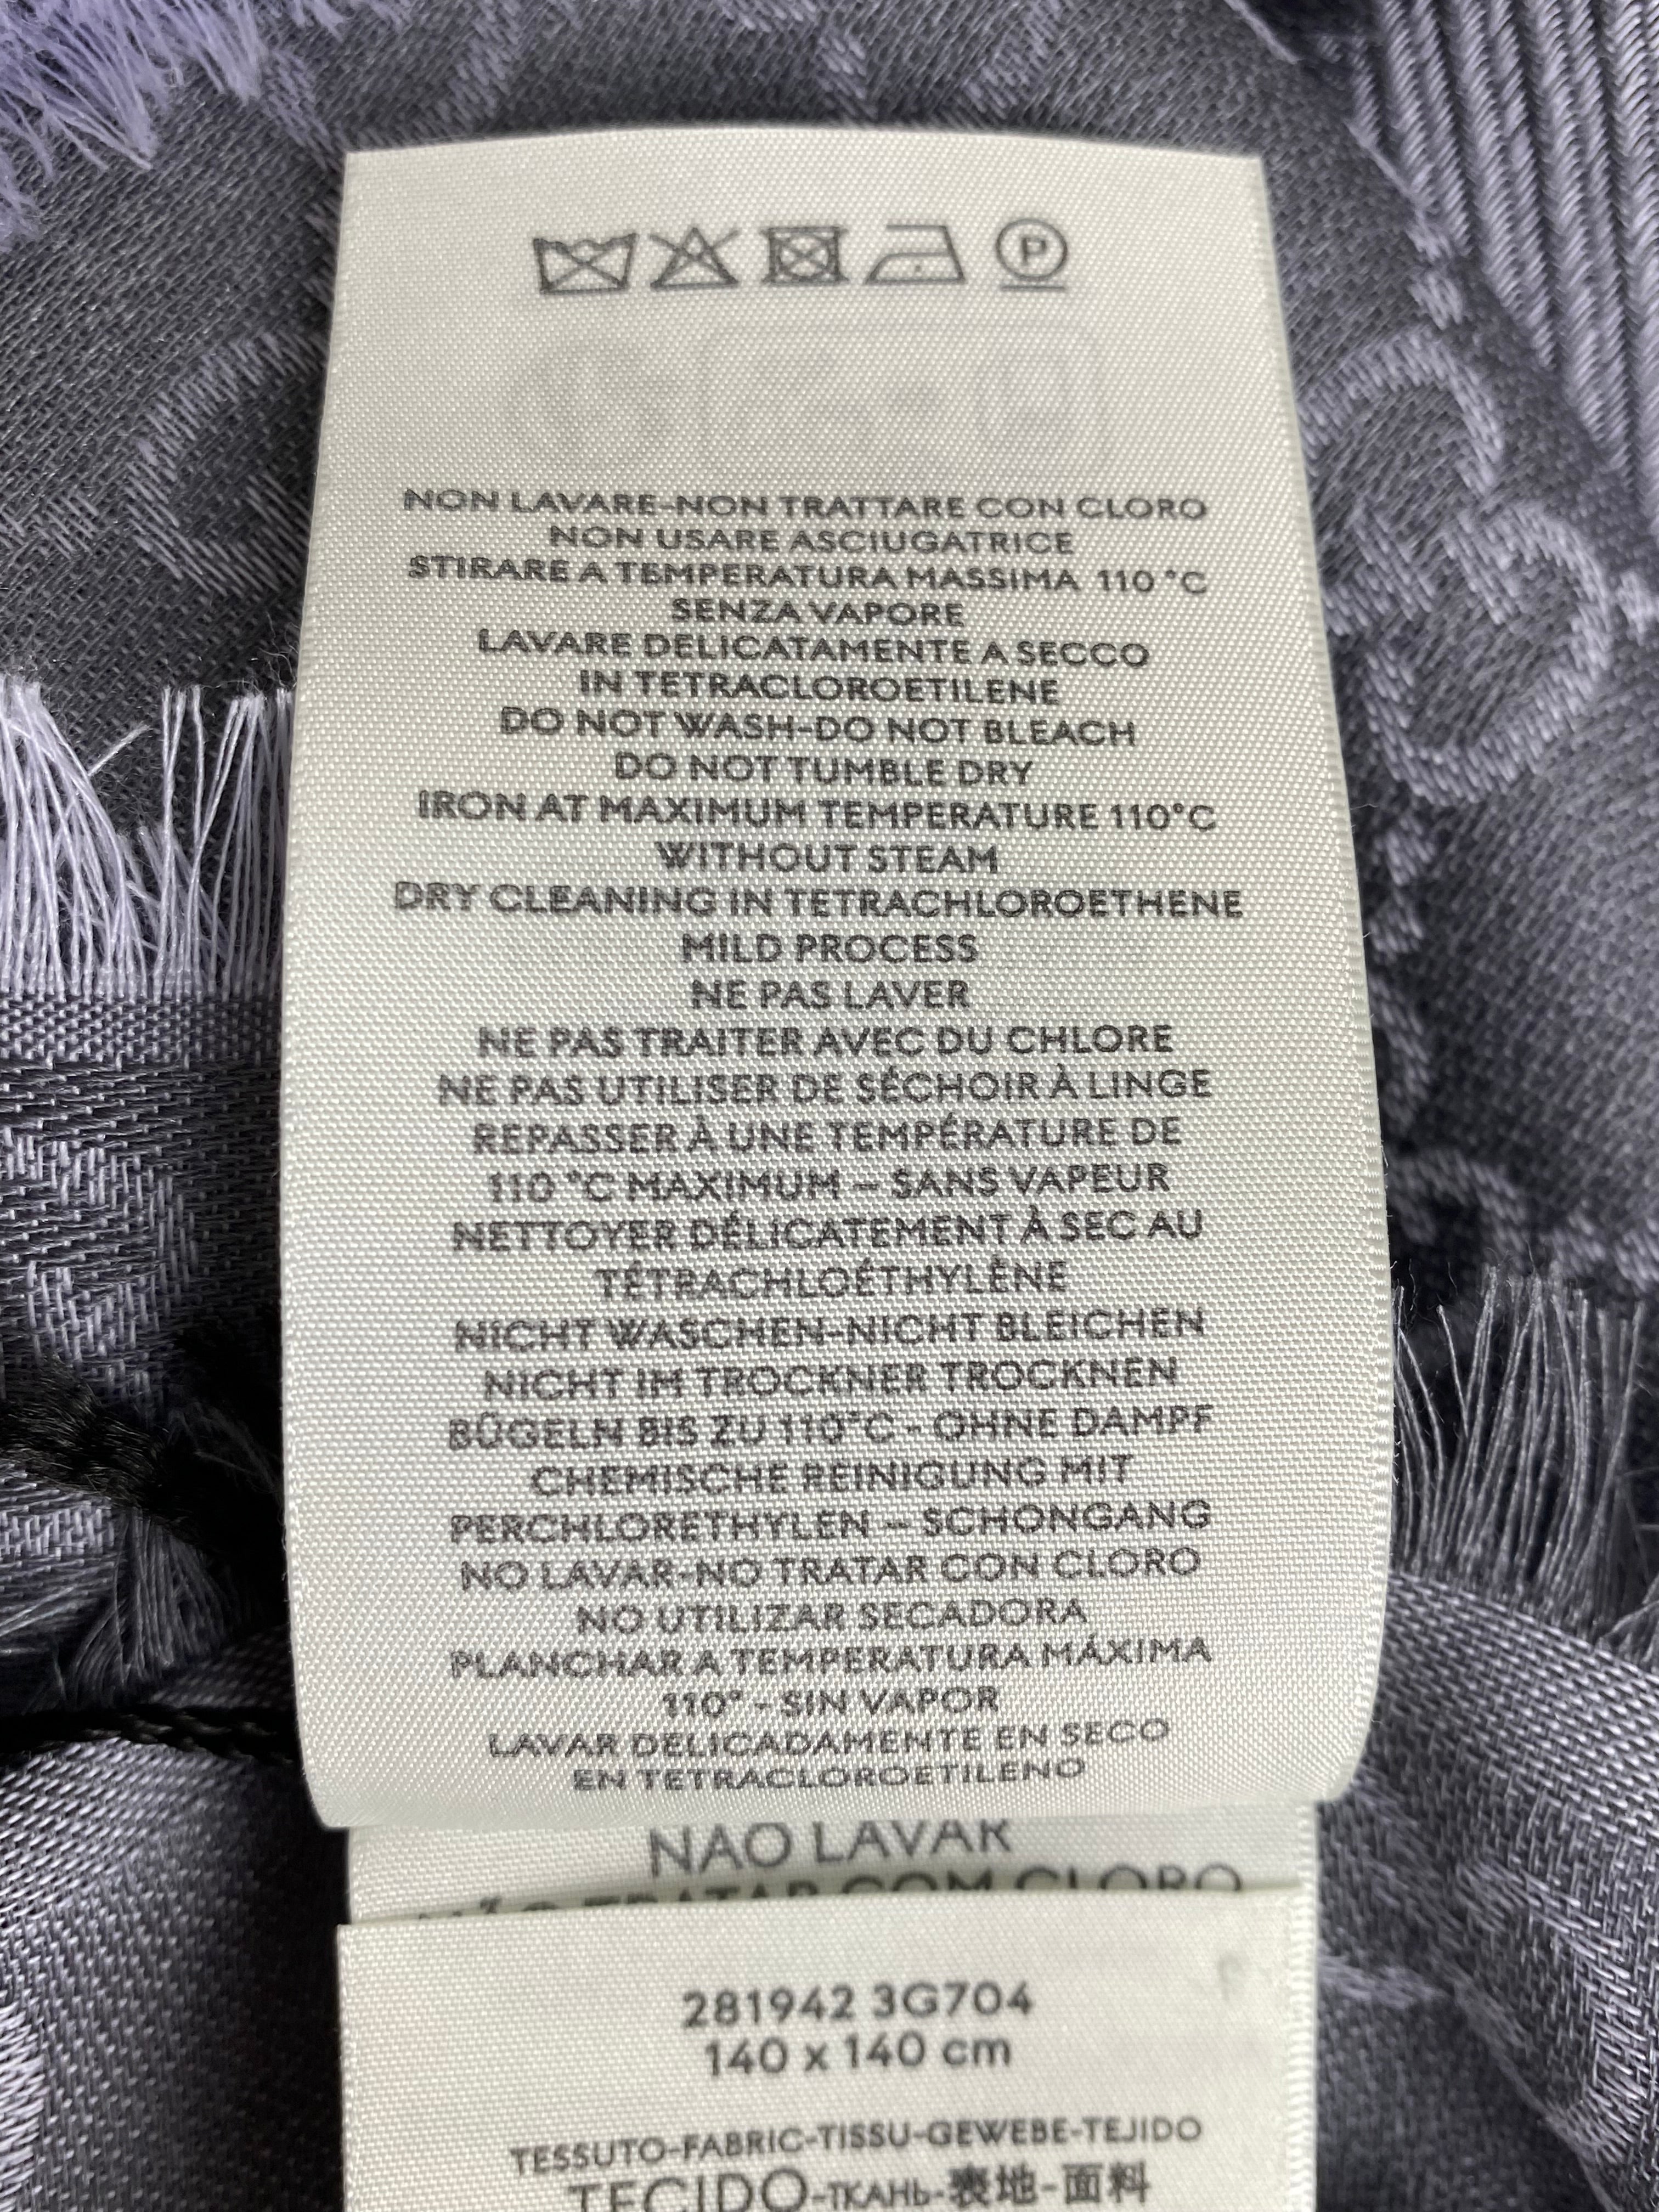 P
NON LAVARE-NON TRATTARE CON CLORO
NON USARE ASCIUGATRICE
STIRARE A TEMPERATURA MASSIMA 110 °C
SENZA VAPORE
LAVARE DELICATAMENTE A SECCO
IN TETRACLOROETILENE
DO NOT WASH-DO NOT BLEACH
DO NOT TUMBLE DRY
IRON AT MAXIMUM TEMPERATURE 110°C
WITHOUT STEAM
DRY CLEANING IN TETRACHLOROETHENE
MILD PROCESS
NE PAS LAVER
NE PAS TRAITER AVEC DU CHLORE
NE PAS UTILISER DE SÉCHOIR À LINGE
REPASSER À UNE TEMPÉRATURE DE
110 °C MAXIMUM – SANS VAPEUR
NETTOYER DÉLICATEMENT À SEC AU
TÉTRACHLOÉTHYLÈNE
NICHT WASCHEN-NICHT BLEICHEN
NICHT IM TROCKNER TROCKNEN
BÜGELN BIS ZU 110°C - OHNE DAMPF
CHEMISCHE REINIGUNG MIT
PERCHLORETHYLEN – SCHONGANG
NO LAVAR-NO TRATAR CON CLORO
NO UTILIZAR SECADORA
PLANCHAR A TEMPERATURA MÁXIMA
110° - SIN VAPOR
LAVAR DELICADAMENTE EN SECO
EN TETRACLOROETILENO
NÃO LAVAR
NÃO TRATAR COM CLORO
281942 3G704
140 x 140 cm
TESSUTO-FABRIC-TISSU-GEWEBE-TEJIDO
TECIDO-ТКАНЬ-表地-面料